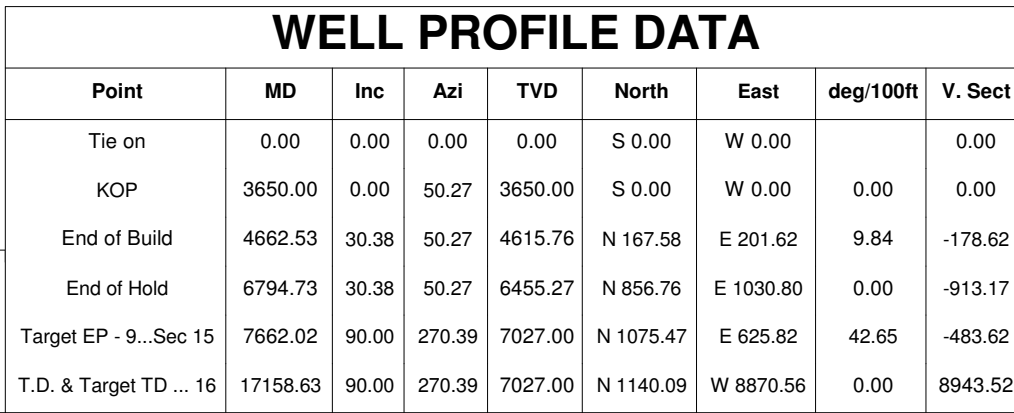 WELL PROFILE DATA
Point MD Inc Azi TVD North East deg/100ft V. Sect
Tie on 0.00 0.00 0.00 0.00 S 0.00 W 0.00 0.00
KOP 3650.00 0.00 50.27 3650.00 S 0.00 W 0.00 0.00 0.00
End of Build 4662.53 30.38 50.27 4615.76 N 167.58 E 201.62 9.84 -178.62
End of Hold 6794.73 30.38 50.27 6455.27 N 856.76 E 1030.80 0.00 -913.17
Target EP - 9...Sec 15 7662.02 90.00 270.39 7027.00 N 1075.47 E 625.82 42.65 -483.62
T.D. & Target TD ... 16 17158.63 90.00 270.39 7027.00 N 1140.09 W 8870.56 0.00 8943.52